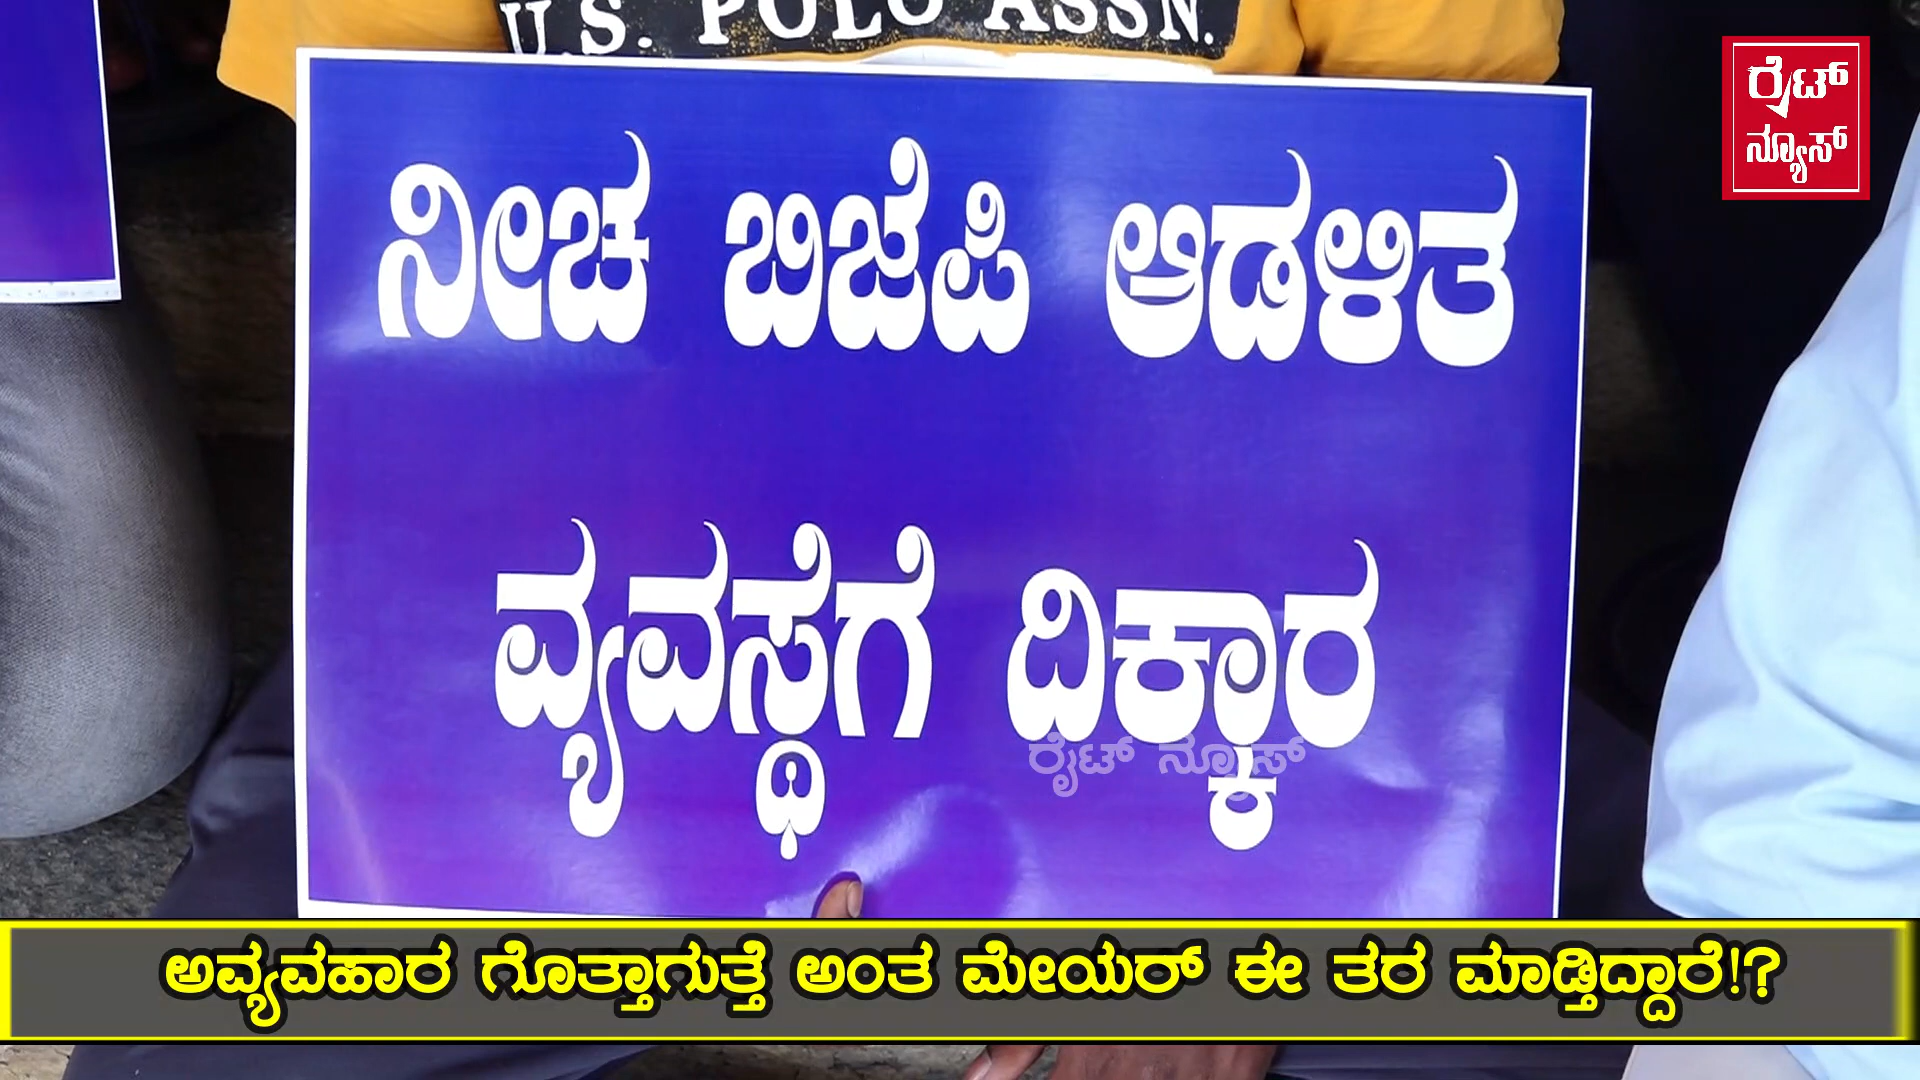 U.S. POLO ASSN.
ರೈಟ್
ನ್ಯೂಸ್
ನೀಚ ಬಿಜೆಪಿ ಆಡಳಿತ
ವ್ಯವಸ್ಥೆಗೆ ದಿಕ್ಕಾರ
ರೈಟ್ ನ್ಯೂಸ್
ಅವ್ಯವಹಾರ ಗೊತ್ತಾಗುತ್ತೆ ಅಂತ ಮೇಯರ್ ಈ ತರ ಮಾಡ್ತಿದ್ದಾರೆ!?